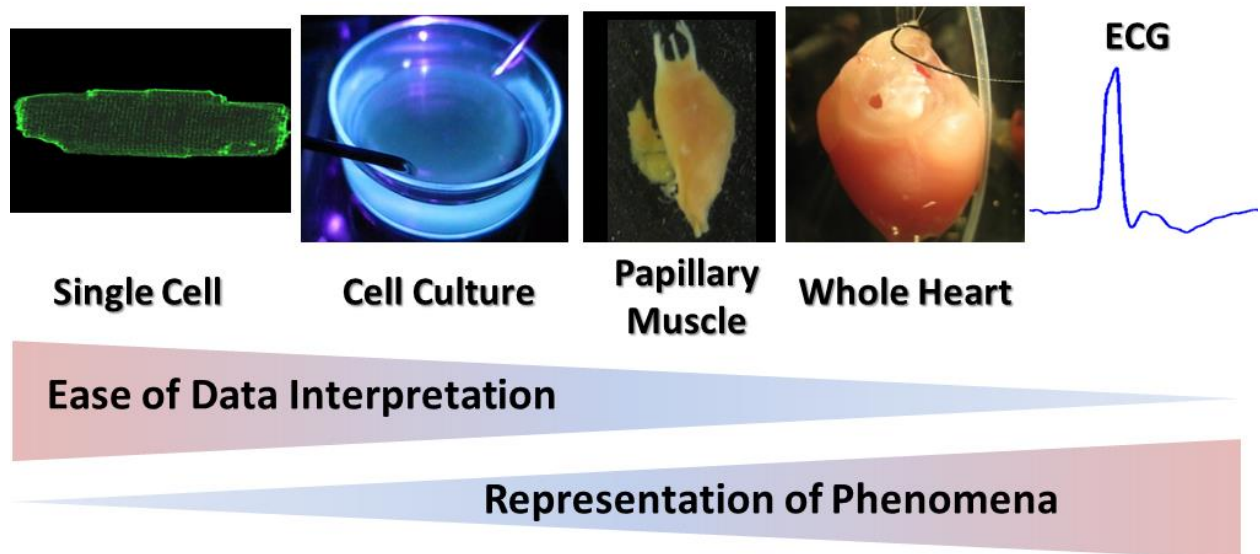 ECG
Single Cell
Cell Culture
Papillary
Muscle
Whole Heart
Ease of Data Interpretation
Representation of Phenomena